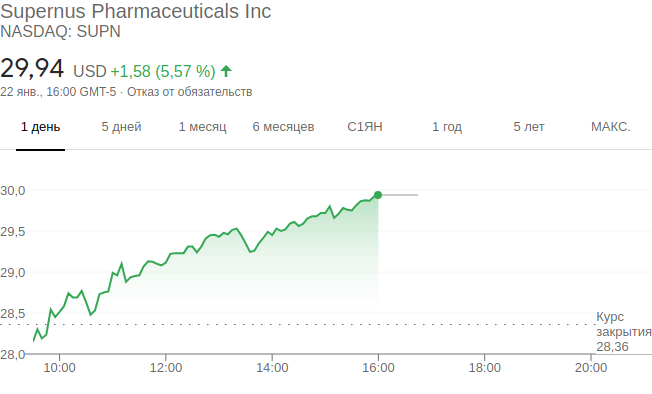 Supernus Pharmaceuticals Inc
NASDAQ: SUPN
29,94 USD +1,58 (5,57 %)
22 янв., 16:00 GMT-5 · Отказ от обязательств
1 день 5 дней 1 месяц 6 месяцев С1ЯН 1 год 5 лет МАКС.
30,0
29,5
29,0
28,5
28,0
Курс
закрытия
28,36
10:00 12:00 14:00 16:00 18:00 20:00